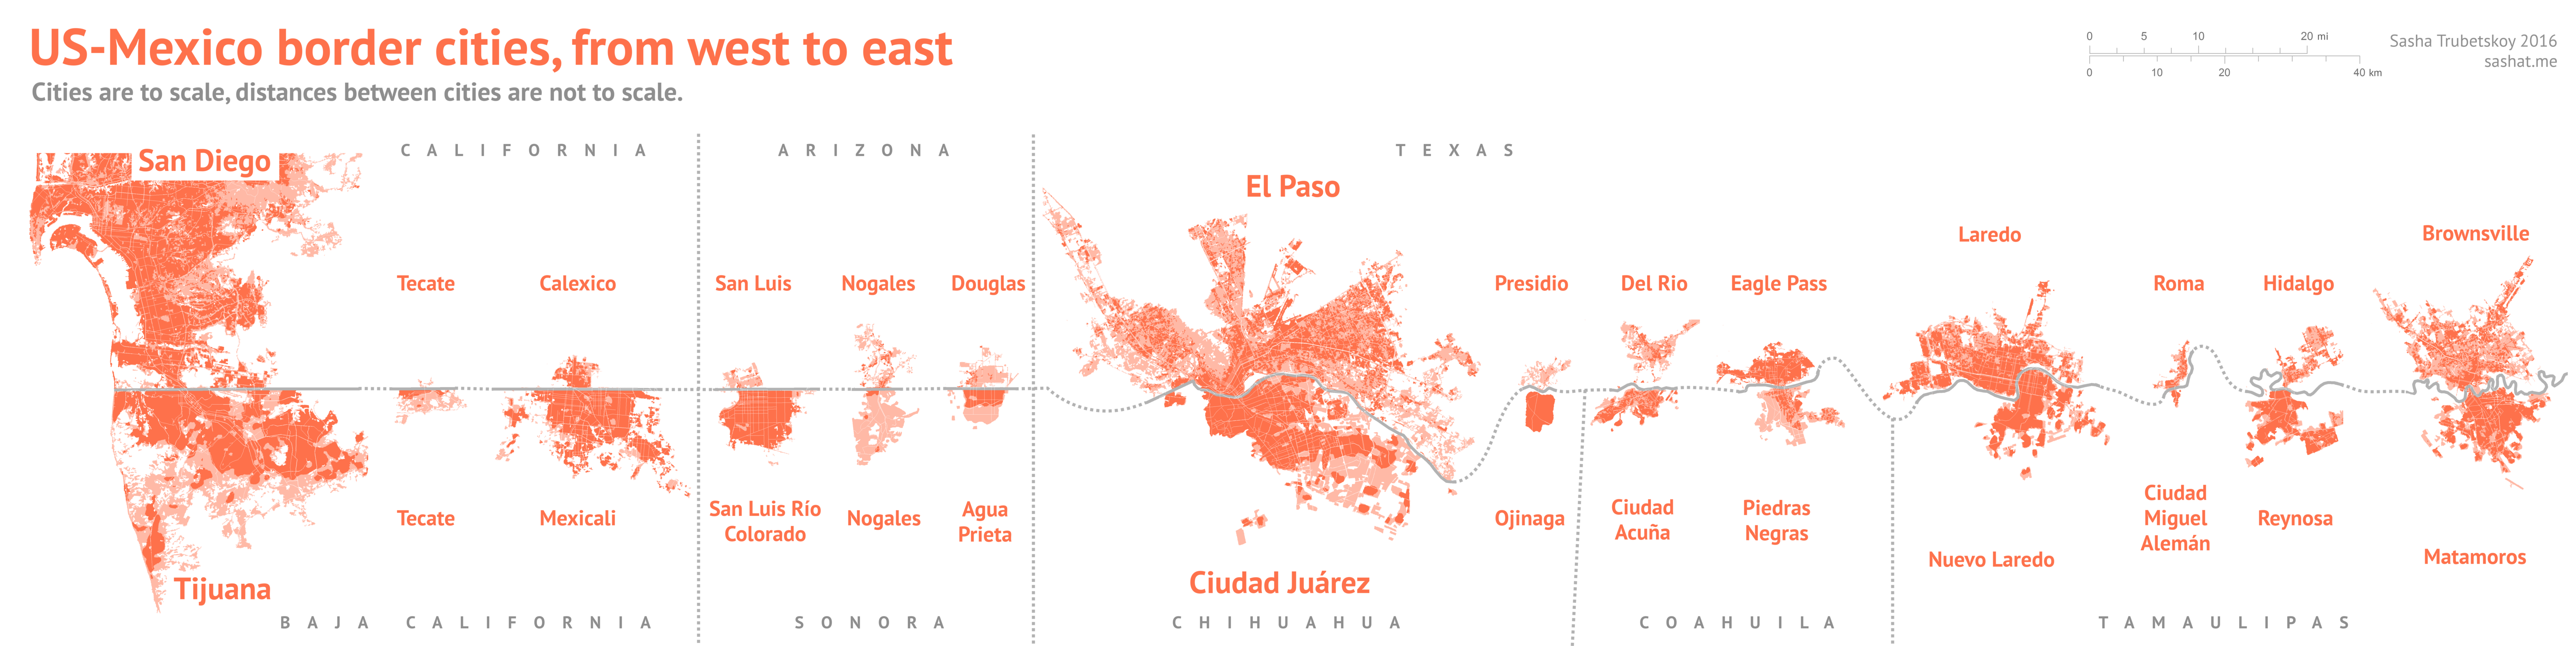 US-Mexico border cities, from west to east
Cities are to scale, distances between cities are not to scale.
0 5 10 20 mi
0 10 20 40 km
Sasha Trubetskoy 2016
sashat.me
CALIFORNIA
ARIZONA
TEXAS
San Diego
El Paso
Laredo
Brownsville
Tecate
Calexico
San Luis
Nogales
Douglas
Presidio
Del Rio
Eagle Pass
Roma
Hidalgo
Tecate
Mexicali
San Luis Río
Colorado
Nogales
Agua
Prieta
Ojinaga
Ciudad
Acuña
Piedras
Negras
Ciudad
Miguel
Alemán
Reynosa
Nuevo Laredo
Matamoros
Tijuana
Ciudad Juárez
BAJA CALIFORNIA
SONORA
CHIHUAHUA
COAHUILA
TAMAULIPAS